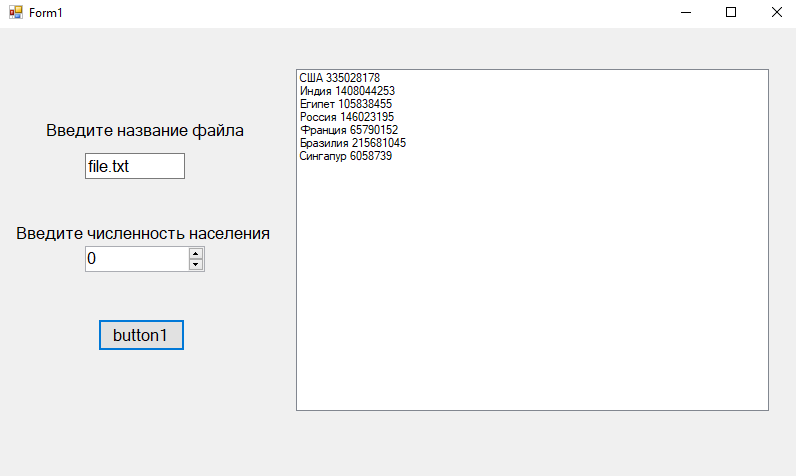 Form1
Введите название файла
file.txt
Введите численность населения
0
button1
США 335028178
Индия 1408044253
Египет 105838455
Россия 146023195
Франция 65790152
Бразилия 215681045
Сингапур 6058739